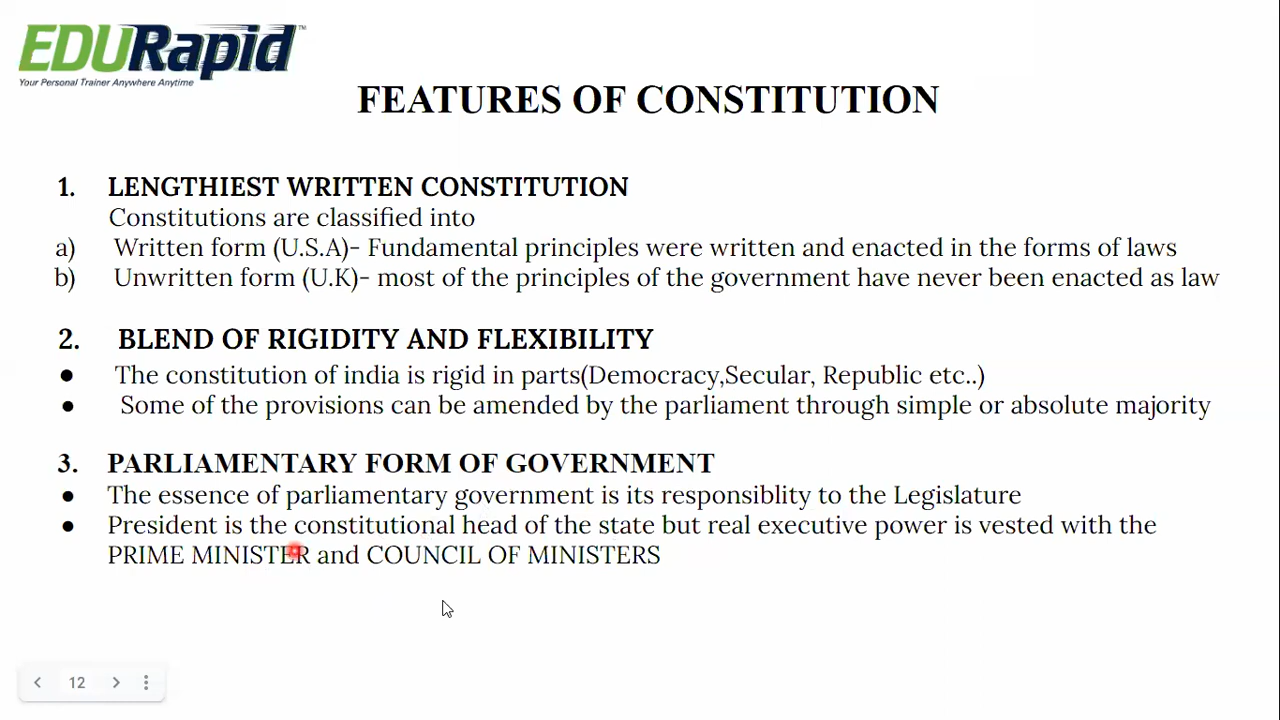 EDURapid™
Your Personal Trainer Anywhere Anytime
FEATURES OF CONSTITUTION
1. LENGTHIEST WRITTEN CONSTITUTION
Constitutions are classified into
a) Written form (U.S.A)- Fundamental principles were written and enacted in the forms of laws
b) Unwritten form (U.K)- most of the principles of the government have never been enacted as law
2. BLEND OF RIGIDITY AND FLEXIBILITY
● The constitution of india is rigid in parts(Democracy,Secular, Republic etc..)
● Some of the provisions can be amended by the parliament through simple or absolute majority
3. PARLIAMENTARY FORM OF GOVERNMENT
● The essence of parliamentary government is its responsiblity to the Legislature
● President is the constitutional head of the state but real executive power is vested with the
PRIME MINISTER and COUNCIL OF MINISTERS
12